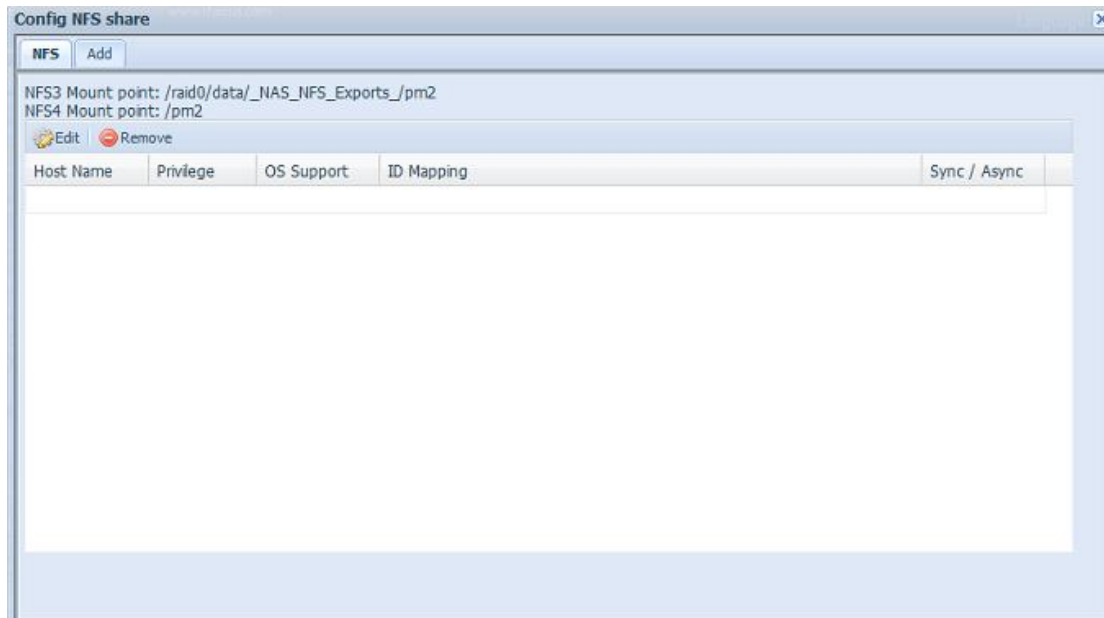 Config NFS share
NFS Add
NFS3 Mount point: /raid0/data/_NAS_NFS_Exports_/pm2
NFS4 Mount point: /pm2
Edit Remove
Host Name Privilege OS Support ID Mapping Sync / Async